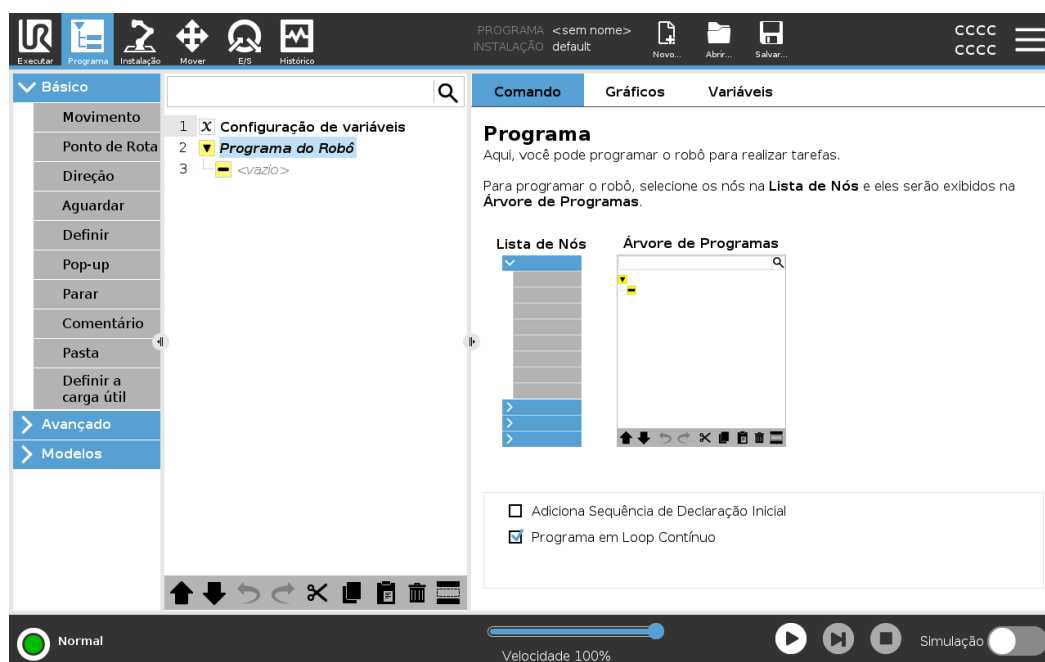 PROGRAMA <sem nome>
INSTALAÇÃO default
cccc
cccc
UR
Executar Programa Instalação Mover E/S Histórico
Novo... Abrir... Salvar...
Básico
Movimento
Ponto de Rota
Direção
Aguardar
Definir
Pop-up
Parar
Comentário
Pasta
Definir a
carga útil
Avançado
Modelos
1 X Configuração de variáveis
2 Programa do Robô
3 <vazio>
Comando Gráficos Variáveis
Programa
Aqui, você pode programar o robô para realizar tarefas.
Para programar o robô, selecione os nós na Lista de Nós e eles serão exibidos na
Árvore de Programas.
Lista de Nós Árvore de Programas
Adiciona Sequência de Declaração Inicial
Programa em Loop Contínuo
Normal
Velocidade 100%
Simulação